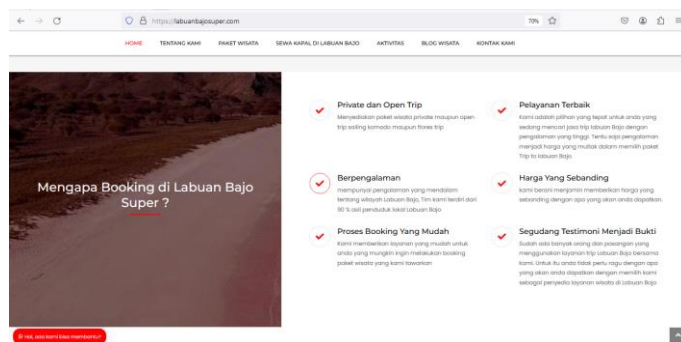 https://labuanbajosuper.com
70%
HOME TENTANG KAMI PAKET WISATA SEWA KAPAL DI LABUAN BAJO AKTIVITAS BLOG WISATA KONTAK KAMI
Mengapa Booking di Labuan Bajo
Super ?
Private dan Open Trip
Menyediakan paket wisata private maupun open
trip sailing komodo maupun flores trip
Berpengalaman
mempunyai pengalaman yang mendalam
tentang wilayah Labuan Bajo, Tim kami terdiri dari
90 % asli penduduk lokal Labuan Bajo
Proses Booking Yang Mudah
Kami memberikan layanan yang mudah untuk
anda yang mungkin ingin melakukan booking
paket wisata yang kami tawarkan
Pelayanan Terbaik
Kami adalah pilihan yang tepat untuk anda yang
sedang mencari jasa trip labuan Bajo dengan
pengalaman yang tinggi. Tentu saja pengalaman
menjadi harga yang mutlak dalam memilih paket
Trip to labuan Bajo.
Harga Yang Sebanding
kami berani menjamin memberikan harga yang
sebanding dengan apa yang akan anda dapatkan.
Segudang Testimoni Menjadi Bukti
Sudah ada banyak orang dan pasangan yang
menggunakan layanan trip Labuan Bajo bersama
kami. Untuk itu anda tidak perlu ragu dengan apa
yang akan anda dapatkan dengan memilih kami
sebagai penyedia layanan wisata di Labuan Bajo
Hai, ada kami bisa membantu?